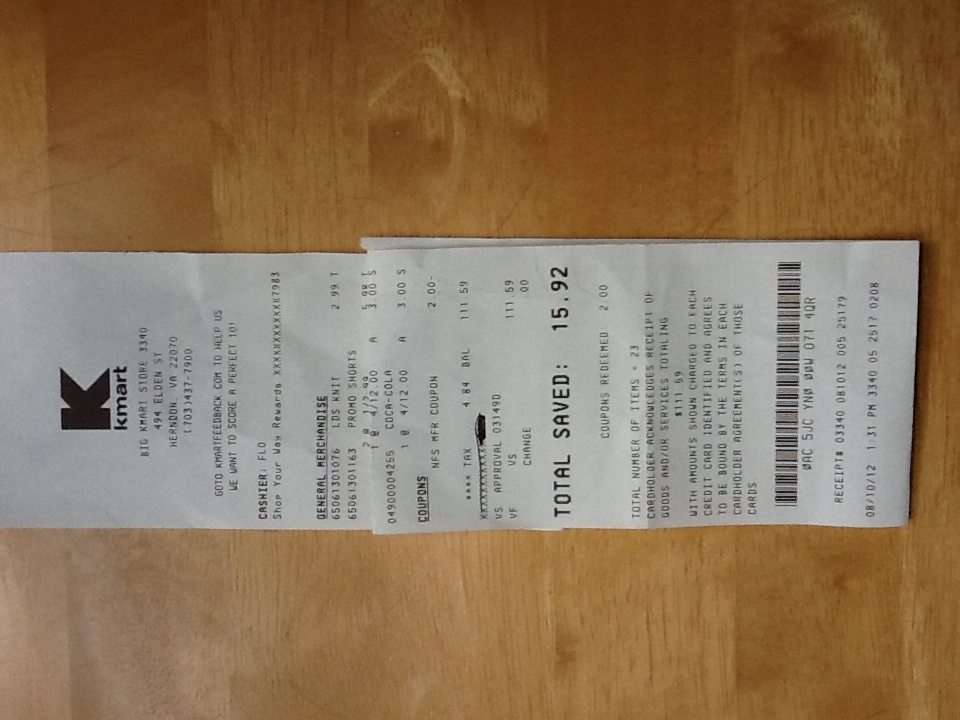 K
kmart
BIG KMART STORE 3340
494 ELDEN ST
HERNDON, VA 22070
(703)437-7900
GOTO KMARTFEEDBACK COM TO HELP US
WE WANT TO SCORE A PERFECT 10!
CASHIER: FLO
Shop Your Way Rewards XXXXXXXXXXXX7983
GENERAL MERCHANDISE
65061301076 LDS KNIT 2.99 T
65061301163 PROMO SHORTS
2 @ 1/2.99 5.98 T
1 @ 4/12.00 A 3.00 S
04900004255 COCA-COLA
1 @ 4/12.00 A 3.00 S
COUPONS
NFS MFR COUPON 2.00-
**** TAX 4.84 BAL 111.59
VS APPROVAL 03149D
VF VS 111.59
CHANGE .00
TOTAL SAVED: 15.92
COUPONS REDEEMED: 2.00
TOTAL NUMBER OF ITEMS = 23
CARDHOLDER ACKNOWLEDGES RECEIPT OF
GOODS AND/OR SERVICES TOTALING
$111.59
WITH AMOUNTS SHOWN CHARGED TO EACH
CREDIT CARD IDENTIFIED AND AGREES
TO BE BOUND BY THE TERMS IN EACH
CARDHOLDER AGREEMENT(S) OF THOSE
CARDS
0AC 5JC YN0 00W 071 4QR
RECEIPT# 03340 081012 005 25179
08/10/12 1:31 PM 3340 05 2517 0208